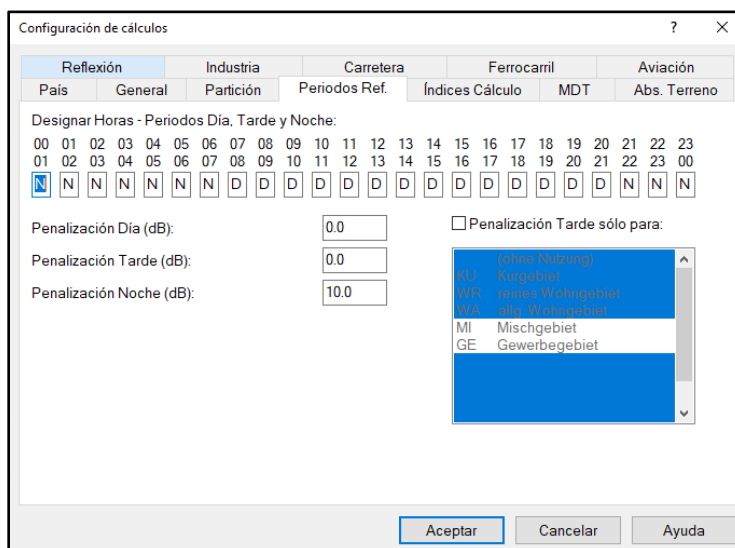 Configuración de cálculos ? X
Reflexión Industria Carretera Ferrocarril Aviación
País General Partición Periodos Ref. Índices Cálculo MDT Abs. Terreno
Designar Horas - Periodos Día, Tarde y Noche:
00 01 02 03 04 05 06 07 08 09 10 11 12 13 14 15 16 17 18 19 20 21 22 23
01 02 03 04 05 06 07 08 09 10 11 12 13 14 15 16 17 18 19 20 21 22 23 00
N N N N N N N D D D D D D D D D D D D D D N N N
Penalización Día (dB): 0.0
Penalización Tarde (dB): 0.0
Penalización Noche (dB): 10.0
Penalización Tarde sólo para:
(ohne Nutzung)
KU Kurgebiet
WR reines Wohngebiet
WA allg. Wohngebiet
MI Mischgebiet
GE Gewerbegebiet
Aceptar Cancelar Ayuda